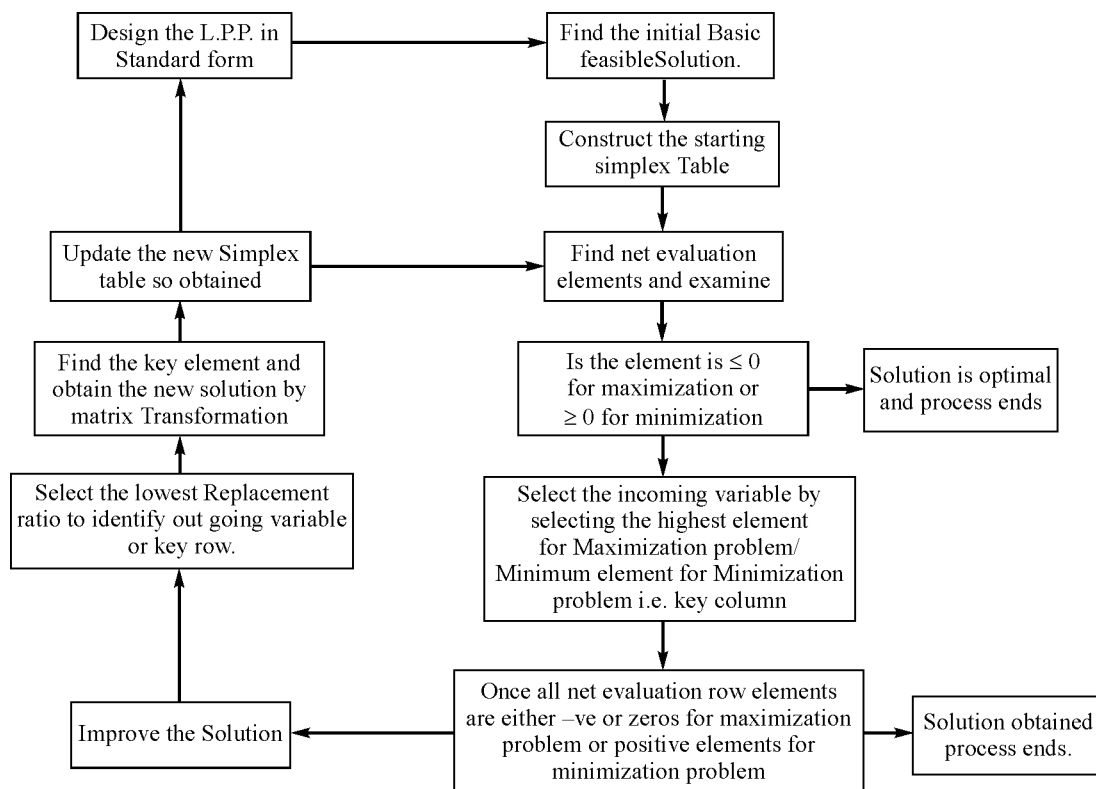 Design the L.P.P. in
Standard form
Find the initial Basic
feasibleSolution.
Construct the starting
simplex Table
Update the new Simplex
table so obtained
Find net evaluation
elements and examine
Find the key element and
obtain the new solution by
matrix Transformation
Is the element is ≤ 0
for maximization or
≥ 0 for minimization
Solution is optimal
and process ends
Select the lowest Replacement
ratio to identify out going variable
or key row.
Select the incoming variable by
selecting the highest element
for Maximization problem/
Minimum element for Minimization
problem i.e. key column
Improve the Solution
Once all net evaluation row elements
are either –ve or zeros for maximization
problem or positive elements for
minimization problem
Solution obtained
process ends.